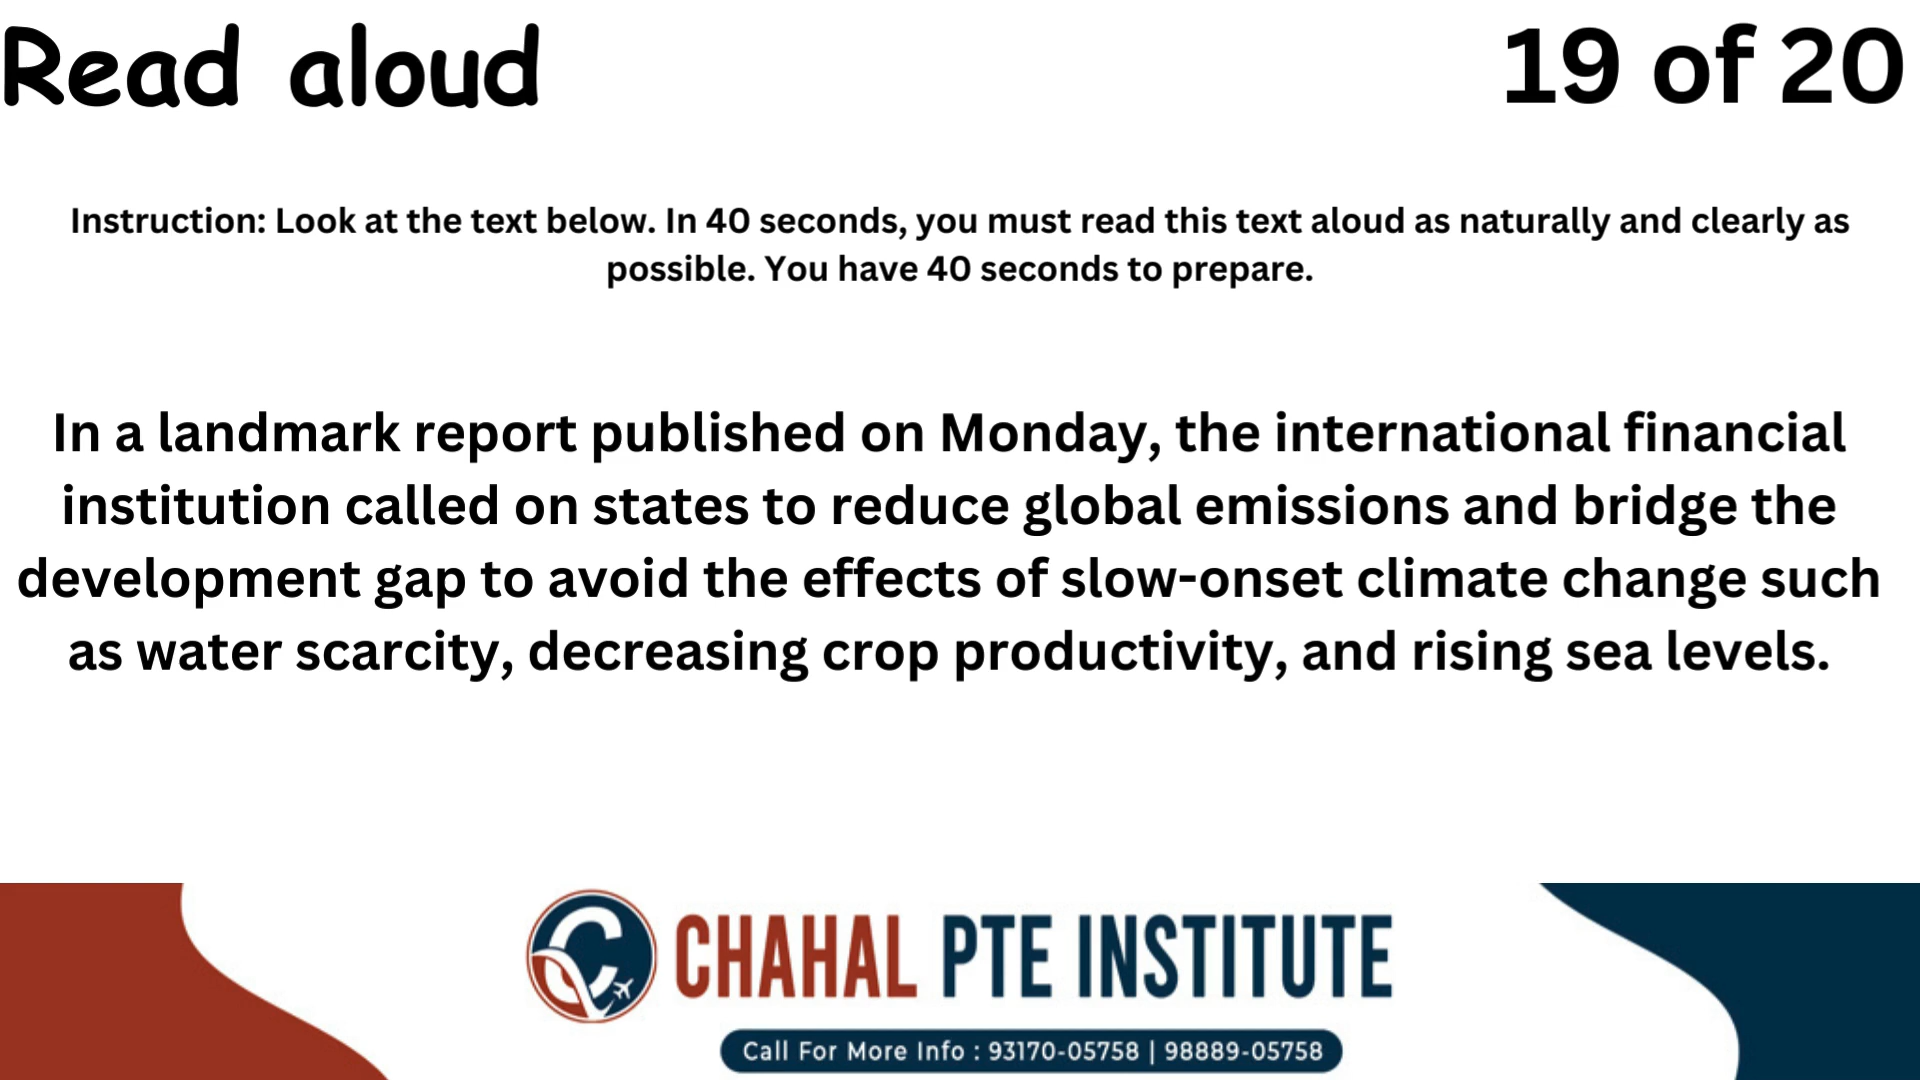 Read aloud
19 of 20
Instruction: Look at the text below. In 40 seconds, you must read this text aloud as naturally and clearly as
possible. You have 40 seconds to prepare.
In a landmark report published on Monday, the international financial
institution called on states to reduce global emissions and bridge the
development gap to avoid the effects of slow-onset climate change such
as water scarcity, decreasing crop productivity, and rising sea levels.
CHAHAL PTE INSTITUTE
Call For More Info : 93170-05758 | 98889-05758